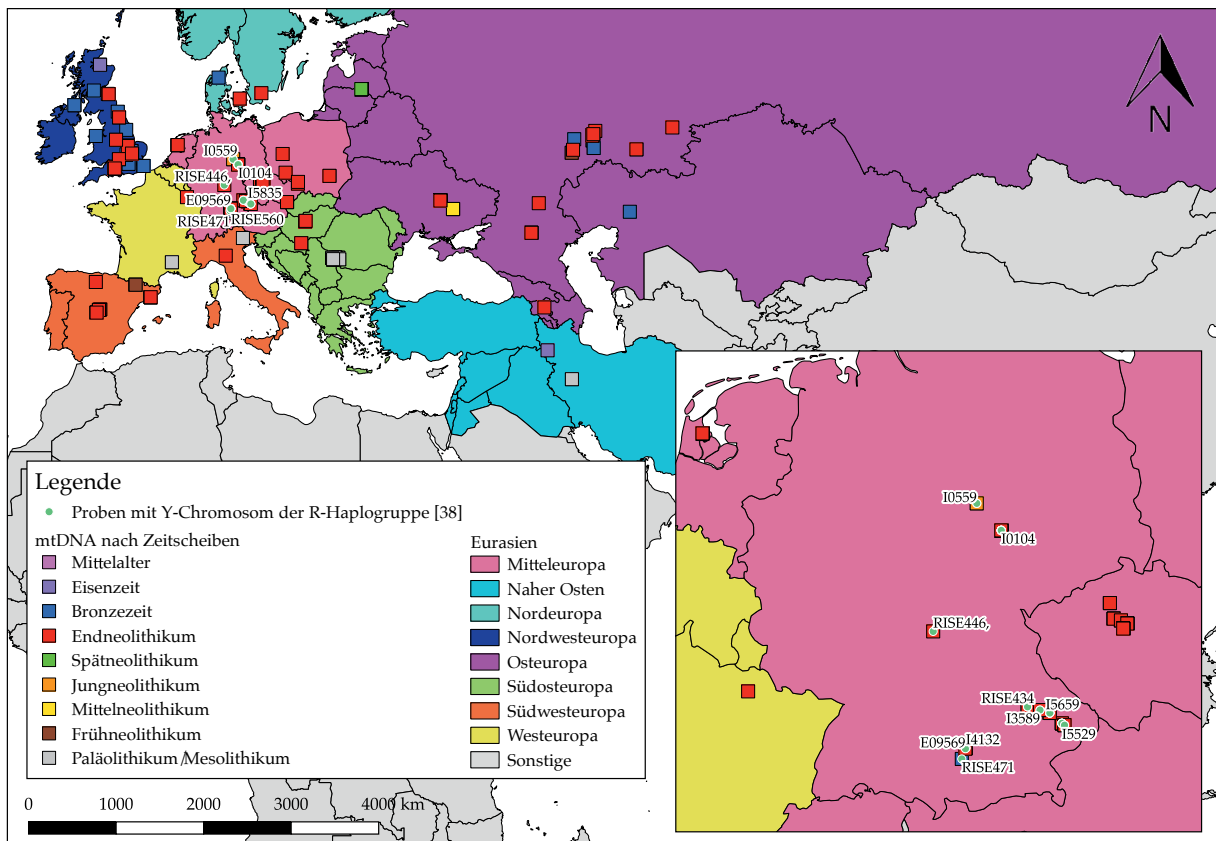 N
I0559
I0104
RISE446,
I5835
E09569
RISE471
RISE560
Legende
Proben mit Y-Chromosom der R-Haplogruppe [38]
mtDNA nach Zeitscheiben
Mittelalter
Eisenzeit
Bronzezeit
Endneolithikum
Spätneolithikum
Jungneolithikum
Mittelneolithikum
Frühneolithikum
Paläolithikum/Mesolithikum
Eurasien
Mitteleuropa
Naher Osten
Nordeuropa
Nordwesteuropa
Osteuropa
Südosteuropa
Südwesteuropa
Westeuropa
Sonstige
0 1000 2000 3000 4000 km
I0559
I0104
RISE446,
RISE434
I5659
I3589
I5529
E09569
I4132
RISE471